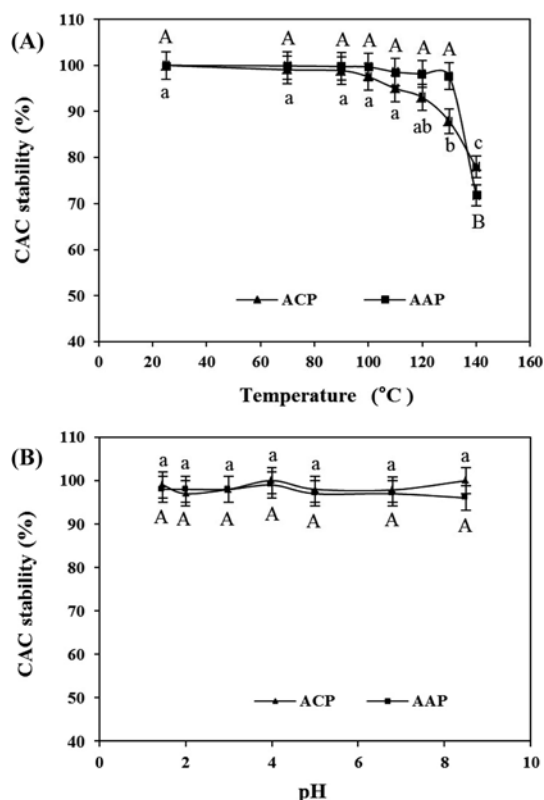 (A)
110
100
90
80
70
60
50
40
CAC stability (%)
A A A A A A A
a a a a a ab b c
B
ACP AAP
0 20 40 60 80 100 120 140 160
Temperature (°C)
(B)
110
100
90
80
70
60
50
40
CAC stability (%)
a a a a a a a
A A A A A A A
ACP AAP
0 2 4 6 8 10
pH